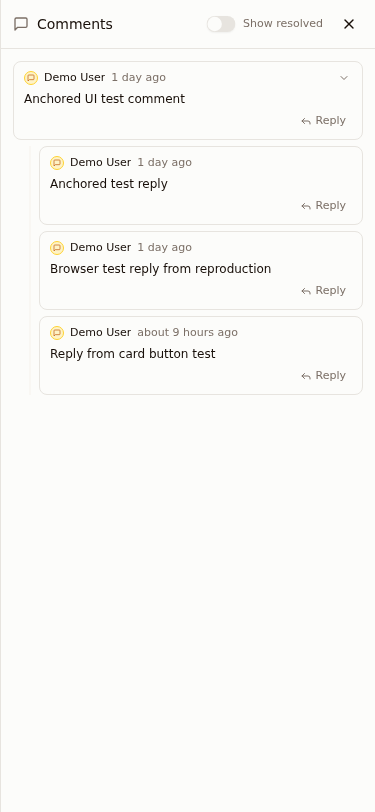 Comments
Show resolved
Demo User 1 day ago
Anchored UI test comment
Reply
Demo User 1 day ago
Anchored test reply
Reply
Demo User 1 day ago
Browser test reply from reproduction
Reply
Demo User about 9 hours ago
Reply from card button test
Reply